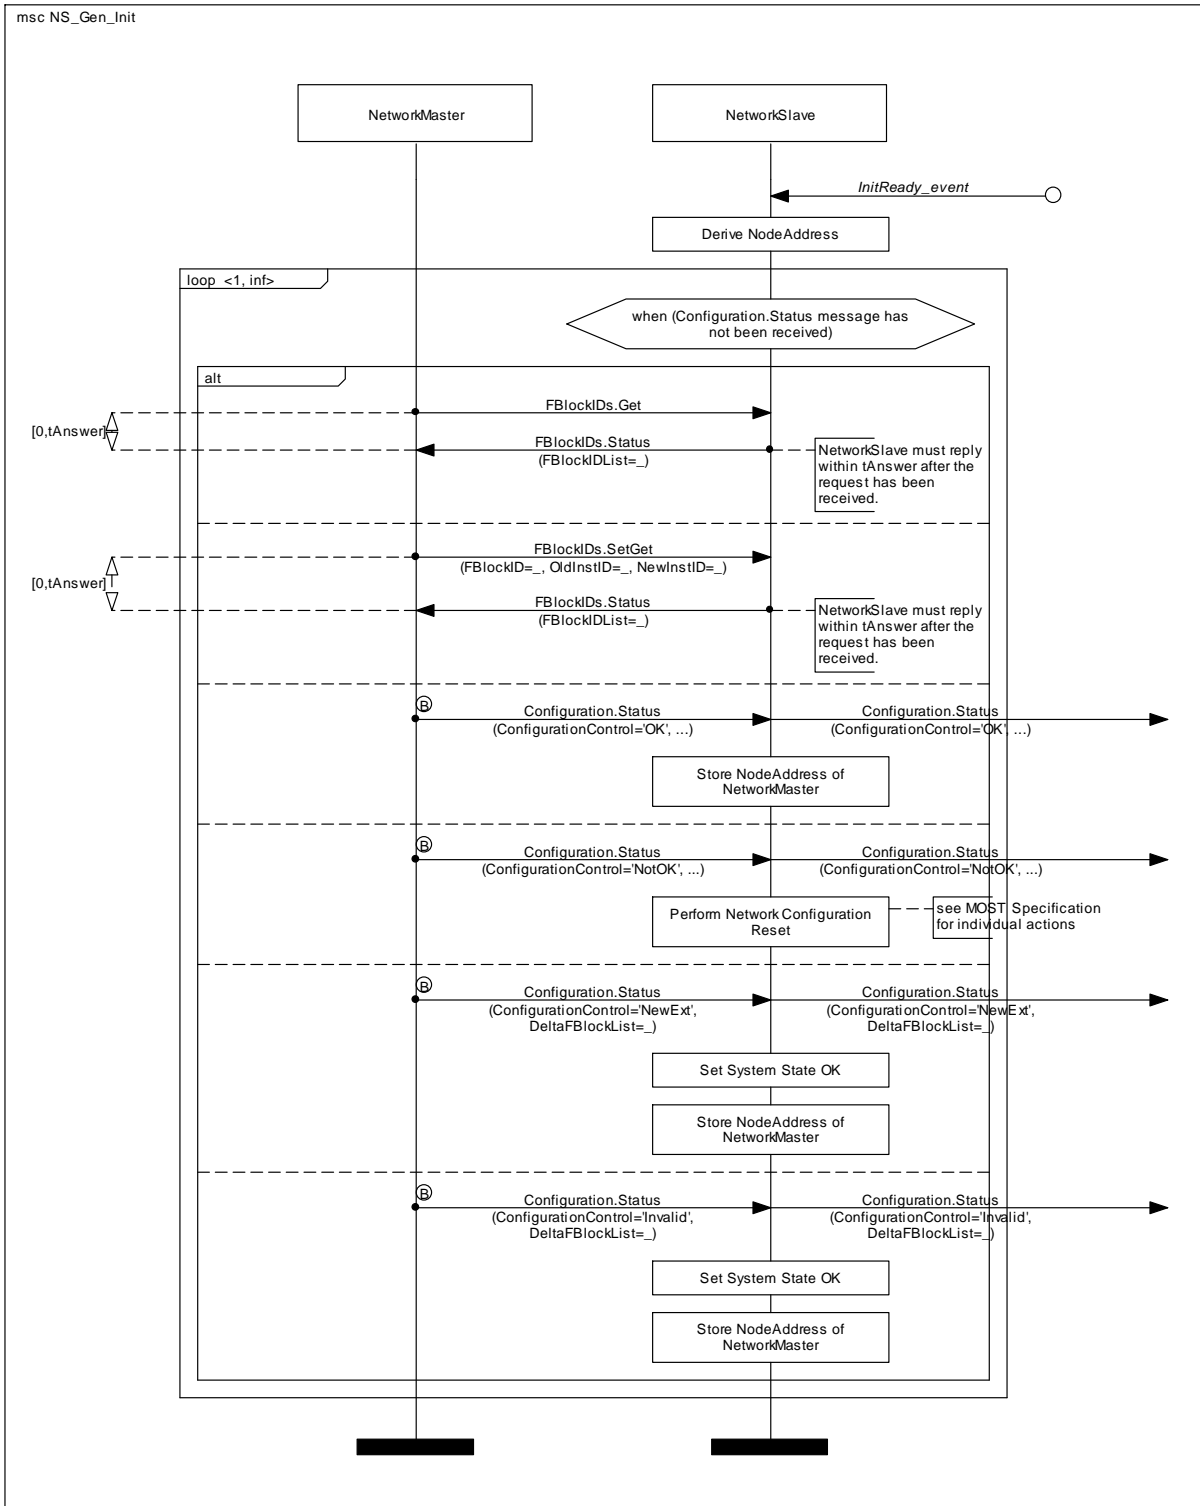 msc NS_Gen_Init
NetworkMaster
NetworkSlave
InitReady_event
Derive NodeAddress
loop <1, inf>
when (Configuration.Status message has
not been received)
alt
FBlockIDs.Get
[0,tAnswer]
FBlockIDs.Status
(FBlockIDList=_)
NetworkSlave must reply
within tAnswer after the
request has been
received.
FBlockIDs.SetGet
(FBlockID=_, OldInstID=_, NewInstID=_)
[0,tAnswer]
FBlockIDs.Status
(FBlockIDList=_)
NetworkSlave must reply
within tAnswer after the
request has been
received.
B
Configuration.Status
(ConfigurationControl='OK', ...)
Configuration.Status
(ConfigurationControl='OK', ...)
Store NodeAddress of
NetworkMaster
B
Configuration.Status
(ConfigurationControl='NotOK', ...)
Configuration.Status
(ConfigurationControl='NotOK', ...)
Perform Network Configuration
Reset
see MOST Specification
for individual actions
B
Configuration.Status
(ConfigurationControl='NewExt',
DeltaFBlockList=_)
Configuration.Status
(ConfigurationControl='NewExt',
DeltaFBlockList=_)
Set System State OK
Store NodeAddress of
NetworkMaster
B
Configuration.Status
(ConfigurationControl='Invalid',
DeltaFBlockList=_)
Configuration.Status
(ConfigurationControl='Invalid',
DeltaFBlockList=_)
Set System State OK
Store NodeAddress of
NetworkMaster